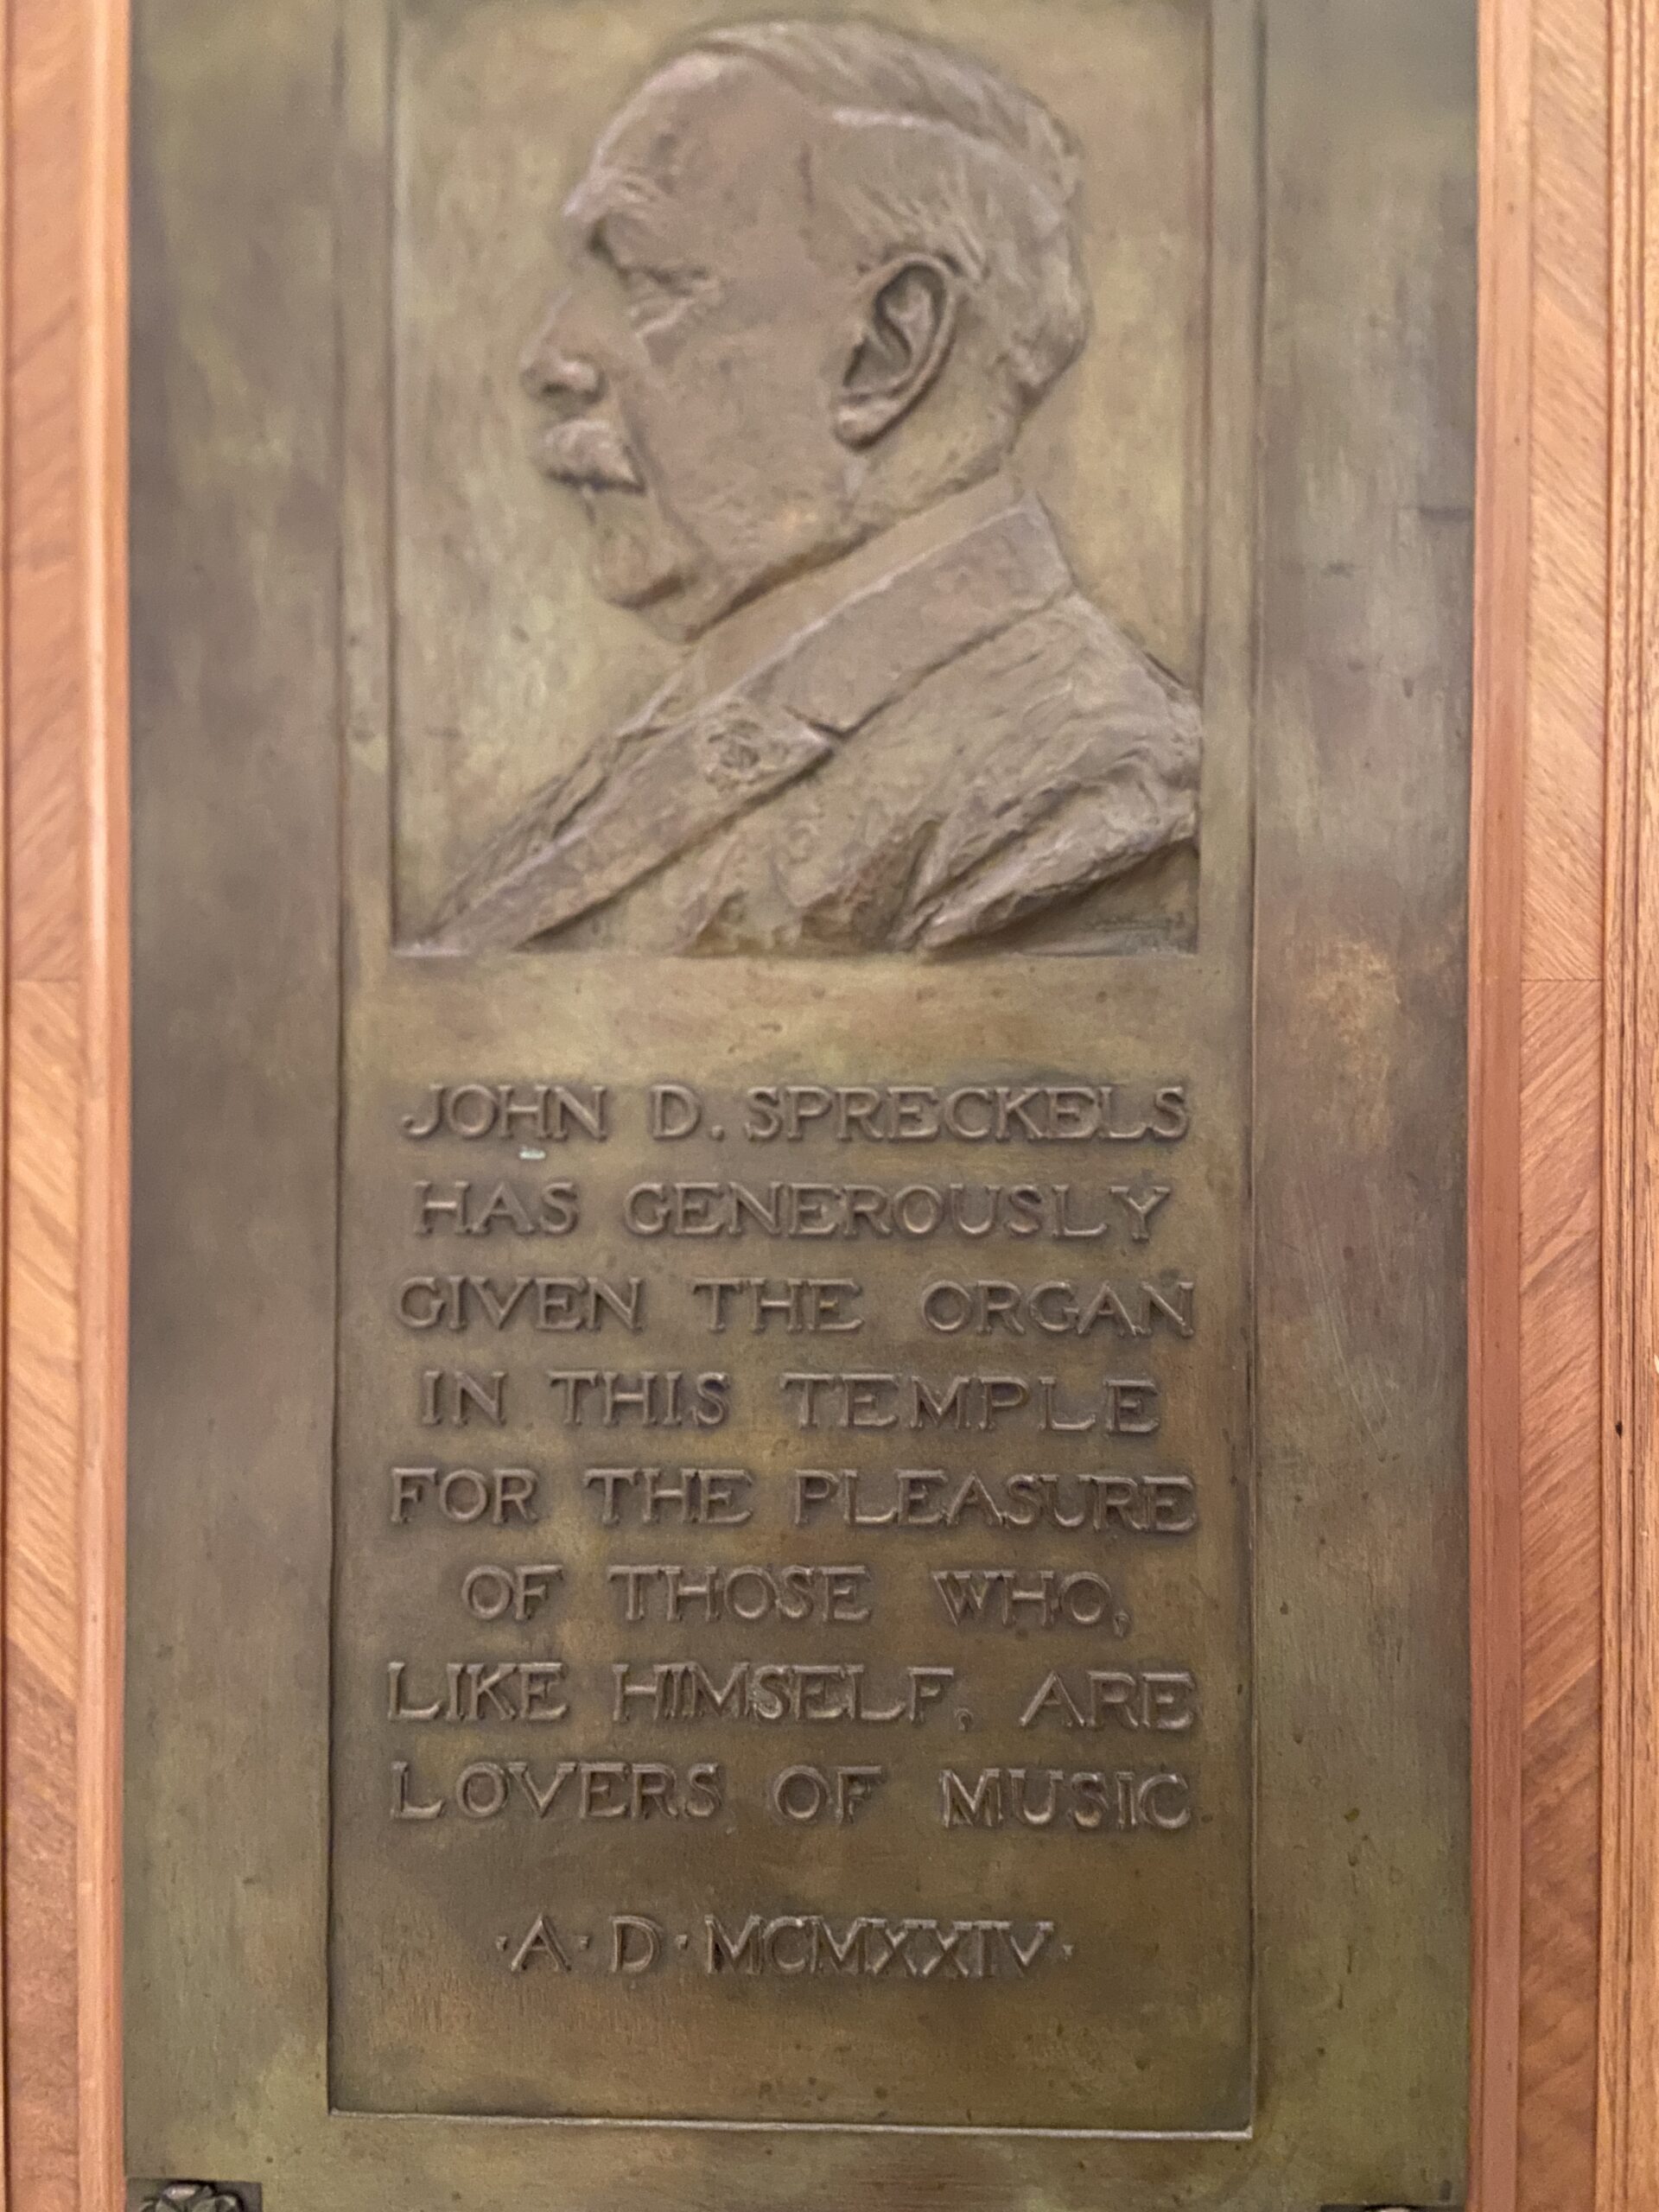 JOHN D. SPRECKELS
HAS GENEROUSLY
GIVEN THE ORGAN
IN THIS TEMPLE
FOR THE PLEASURE
OF THOSE WHO,
LIKE HIMSELF, ARE
LOVERS OF MUSIC
·A·D·MCMXXIV·